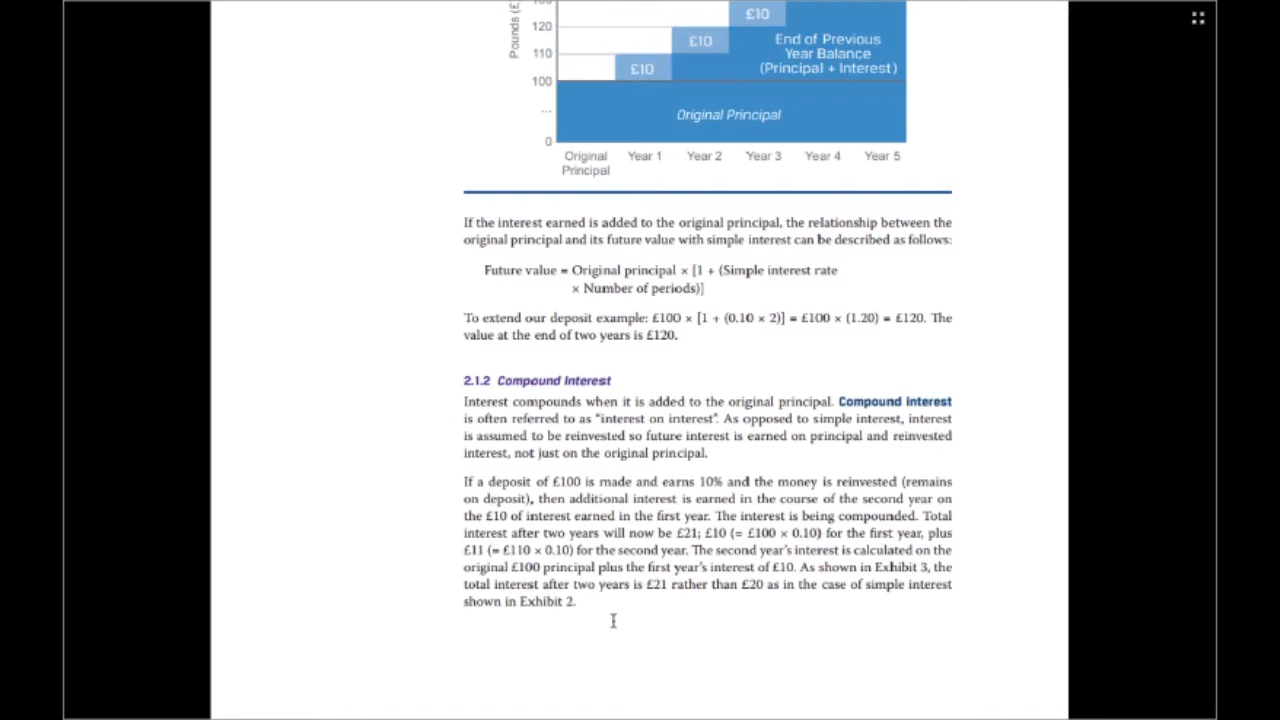 Pounds (£)
£10
120
£10
110
£10
100
...
0
End of Previous
Year Balance
(Principal + Interest)
Original Principal
Original Principal
Year 1
Year 2
Year 3
Year 4
Year 5
If the interest earned is added to the original principal, the relationship between the
original principal and its future value with simple interest can be described as follows:
Future value = Original principal × [1 + (Simple interest rate
× Number of periods)]
To extend our deposit example: £100 × [1 + (0.10 × 2)] = £100 × (1.20) = £120. The
value at the end of two years is £120.
2.1.2 Compound Interest
Interest compounds when it is added to the original principal. Compound interest
is often referred to as “interest on interest”. As opposed to simple interest, interest
is assumed to be reinvested so future interest is earned on principal and reinvested
interest, not just on the original principal.
If a deposit of £100 is made and earns 10% and the money is reinvested (remains
on deposit), then additional interest is earned in the course of the second year on
the £10 of interest earned in the first year. The interest is being compounded. Total
interest after two years will now be £21; £10 (= £100 × 0.10) for the first year, plus
£11 (= £110 × 0.10) for the second year. The second year’s interest is calculated on the
original £100 principal plus the first year’s interest of £10. As shown in Exhibit 3, the
total interest after two years is £21 rather than £20 as in the case of simple interest
shown in Exhibit 2.